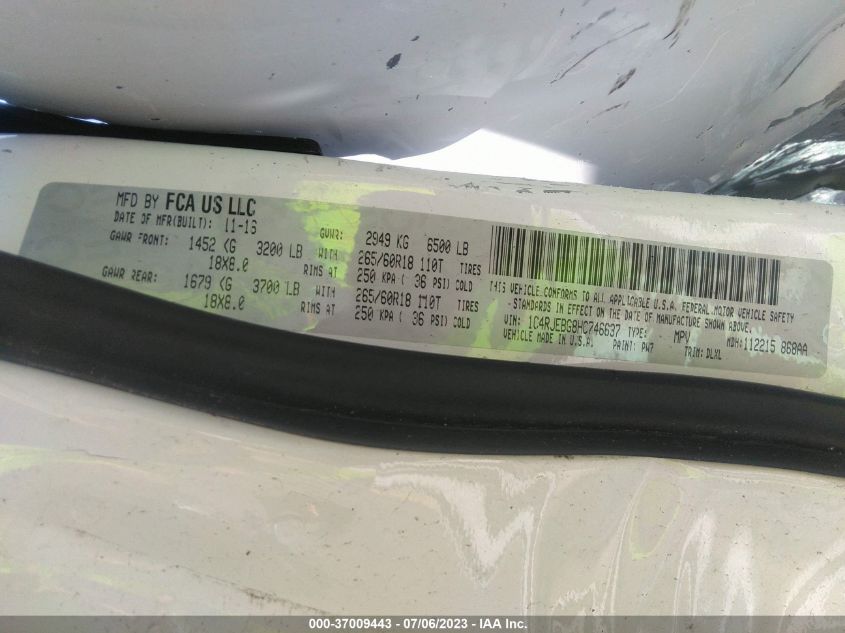 MFD BY FCA US LLC
DATE OF MFR(BUILT): 11-16
GVWR: 2949 KG 6500 LB
GAWR FRONT: 1452 KG 3200 LB WITH 265/60R18 110T TIRES
18X8.0 RIMS AT 250 KPA ( 36 PSI) COLD
GAWR REAR: 1679 KG 3700 LB WITH 265/60R18 110T TIRES
18X8.0 RIMS AT 250 KPA ( 36 PSI) COLD
THIS VEHICLE CONFORMS TO ALL APPLICABLE U.S.A. FEDERAL MOTOR VEHICLE SAFETY
STANDARDS IN EFFECT ON THE DATE OF MANUFACTURE SHOWN ABOVE.
VIN: 1C4RJEBG8HC746637 TYPE: MPV MDH: 112215 868AA
VEHICLE MADE IN U.S.A. PAINT: PW7 TRIM: DLXL
000-37009443 - 07/06/2023 - IAA Inc.